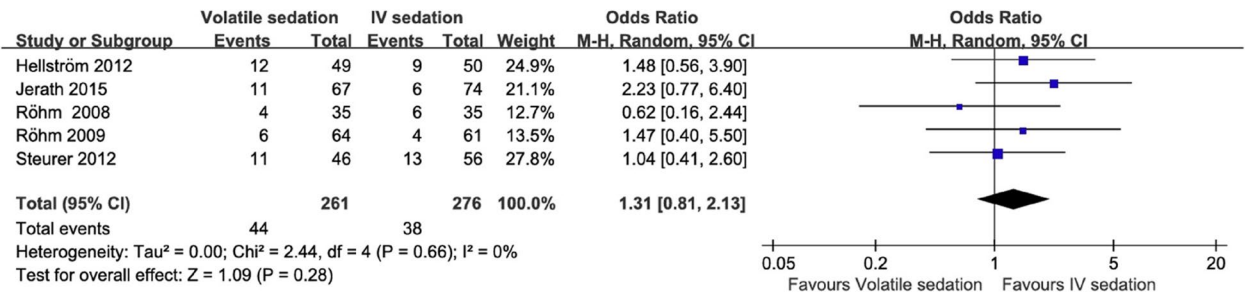 Volatile sedation IV sedation Odds Ratio Odds Ratio
Study or Subgroup Events Total Events Total Weight M-H, Random, 95% CI M-H, Random, 95% CI
Hellström 2012 12 49 9 50 24.9% 1.48 [0.56, 3.90]
Jerath 2015 11 67 6 74 21.1% 2.23 [0.77, 6.40]
Röhm 2008 4 35 6 35 12.7% 0.62 [0.16, 2.44]
Röhm 2009 6 64 4 61 13.5% 1.47 [0.40, 5.50]
Steurer 2012 11 46 13 56 27.8% 1.04 [0.41, 2.60]
Total (95% CI) 261 276 100.0% 1.31 [0.81, 2.13]
Total events 44 38
Heterogeneity: Tau² = 0.00; Chi² = 2.44, df = 4 (P = 0.66); I² = 0%
Test for overall effect: Z = 1.09 (P = 0.28)
0.05 0.2 1 5 20
Favours Volatile sedation Favours IV sedation